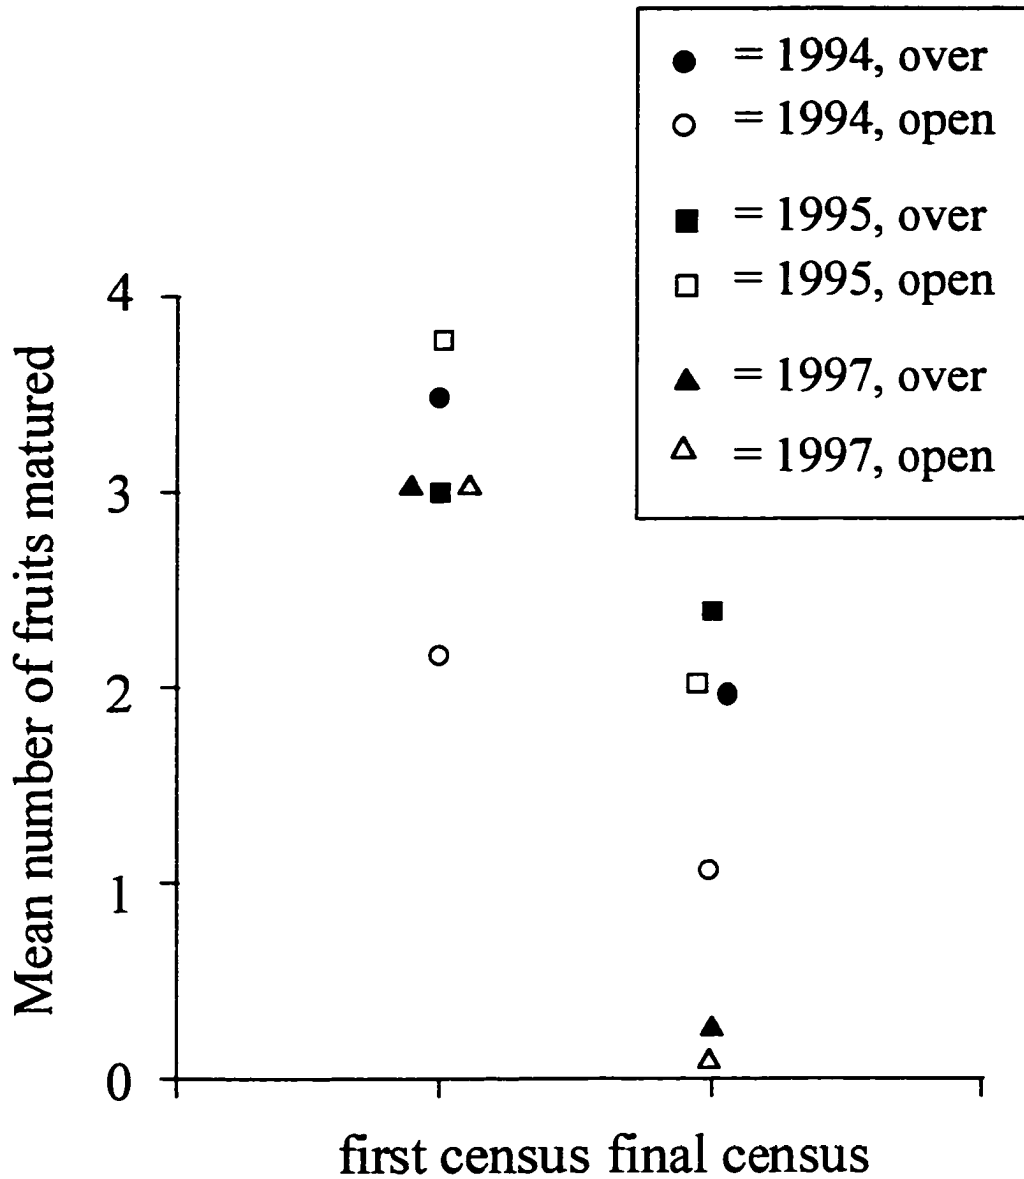 = 1994, over
= 1994, open
= 1995, over
= 1995, open
= 1997, over
= 1997, open
Mean number of fruits matured
4
3
2
1
0
first census final census